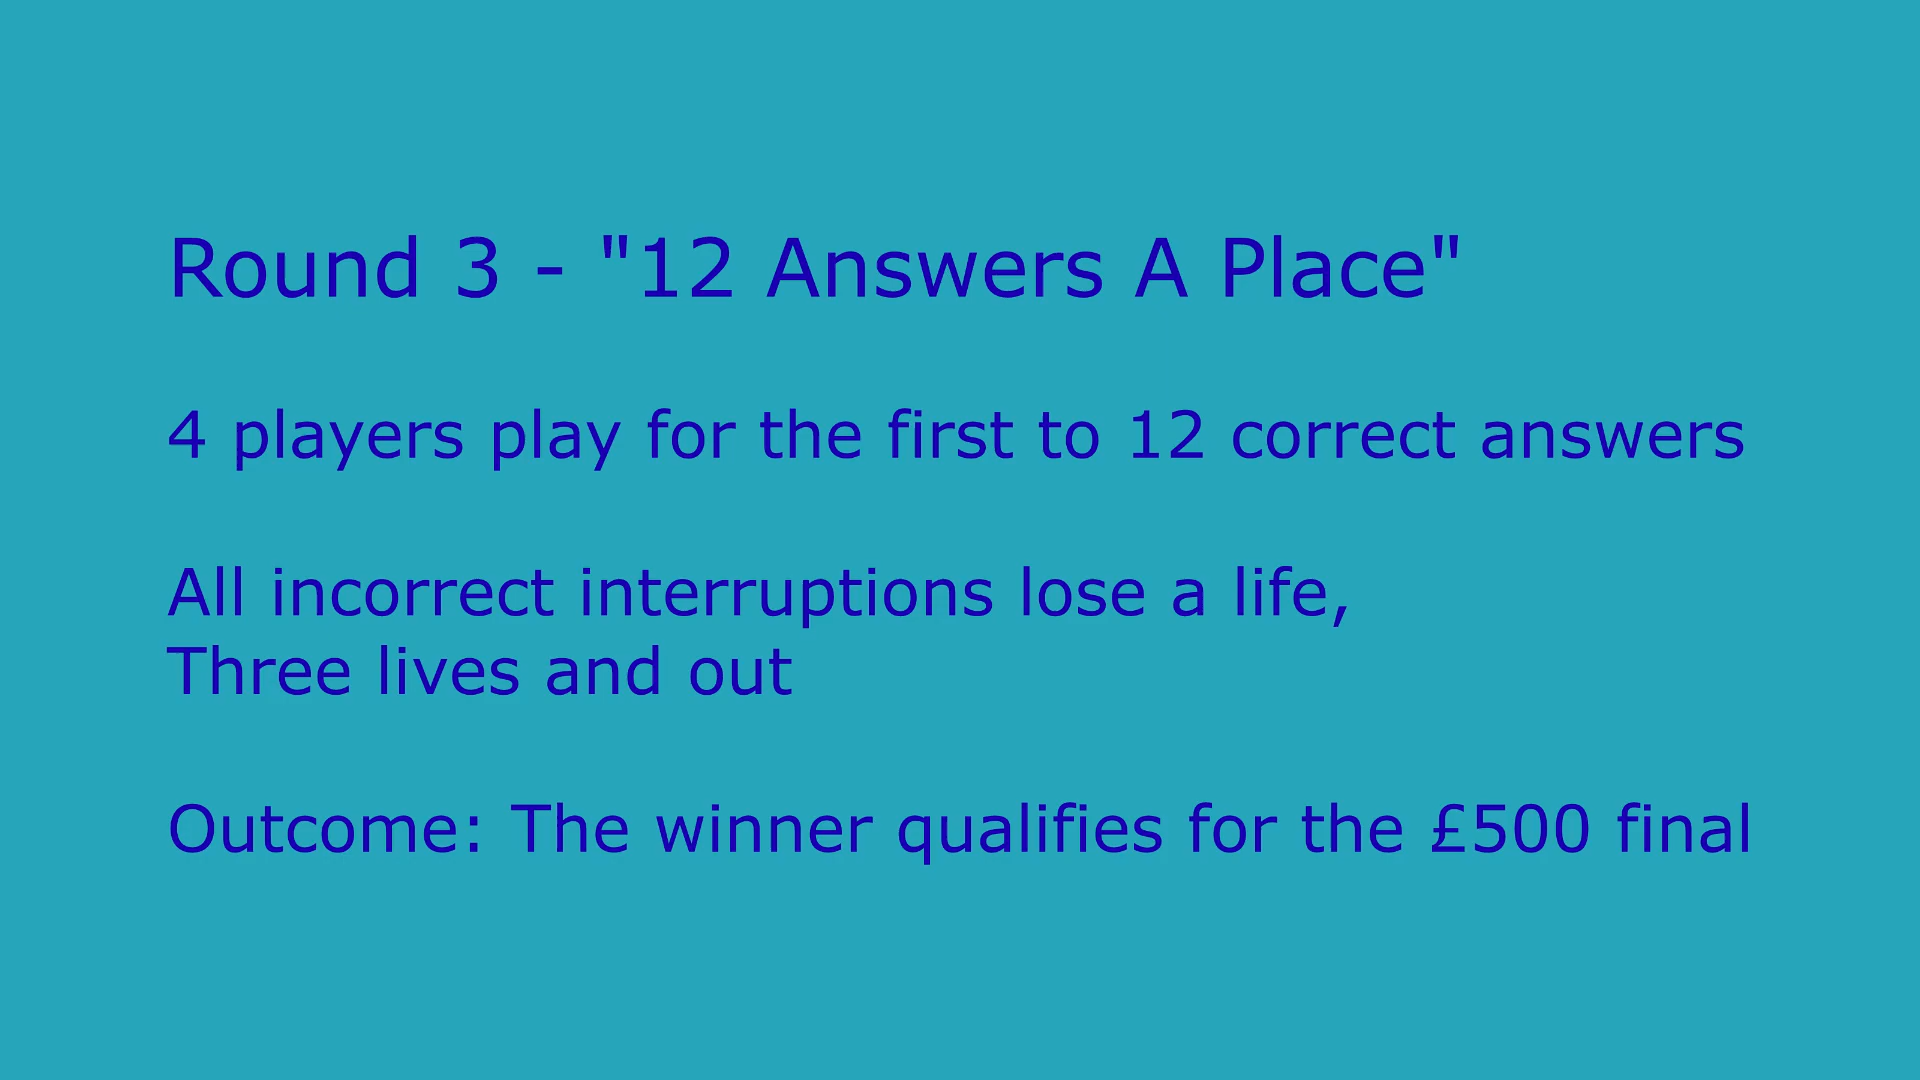 Round 3 - "12 Answers A Place"
4 players play for the first to 12 correct answers
All incorrect interruptions lose a life,
Three lives and out
Outcome: The winner qualifies for the £500 final